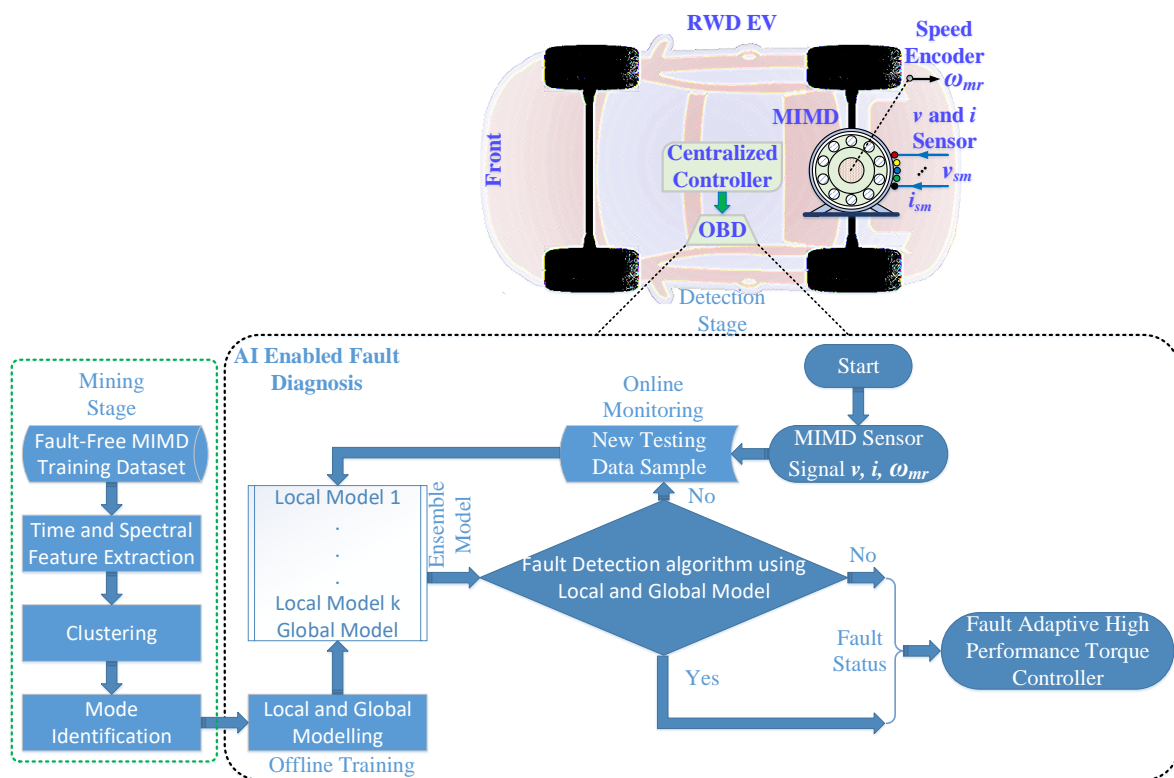 RWD EV
Speed
Encoder
ω_mr
MIMD
v and i
Sensor
v_sm
i_sm
Front
Centralized
Controller
OBD
Detection
Stage
AI Enabled Fault
Diagnosis
Mining
Stage
Fault-Free MIMD
Training Dataset
Time and Spectral
Feature Extraction
Clustering
Mode
Identification
Online
Monitoring
New Testing
Data Sample
Start
MIMD Sensor
Signal v, i, ω_mr
Local Model 1
.
.
.
Local Model k
Global Model
Ensemble
Model
No
Fault Detection algorithm using
Local and Global Model
No
Yes
Fault
Status
Fault Adaptive High
Performance Torque
Controller
Local and Global
Modelling
Offline Training